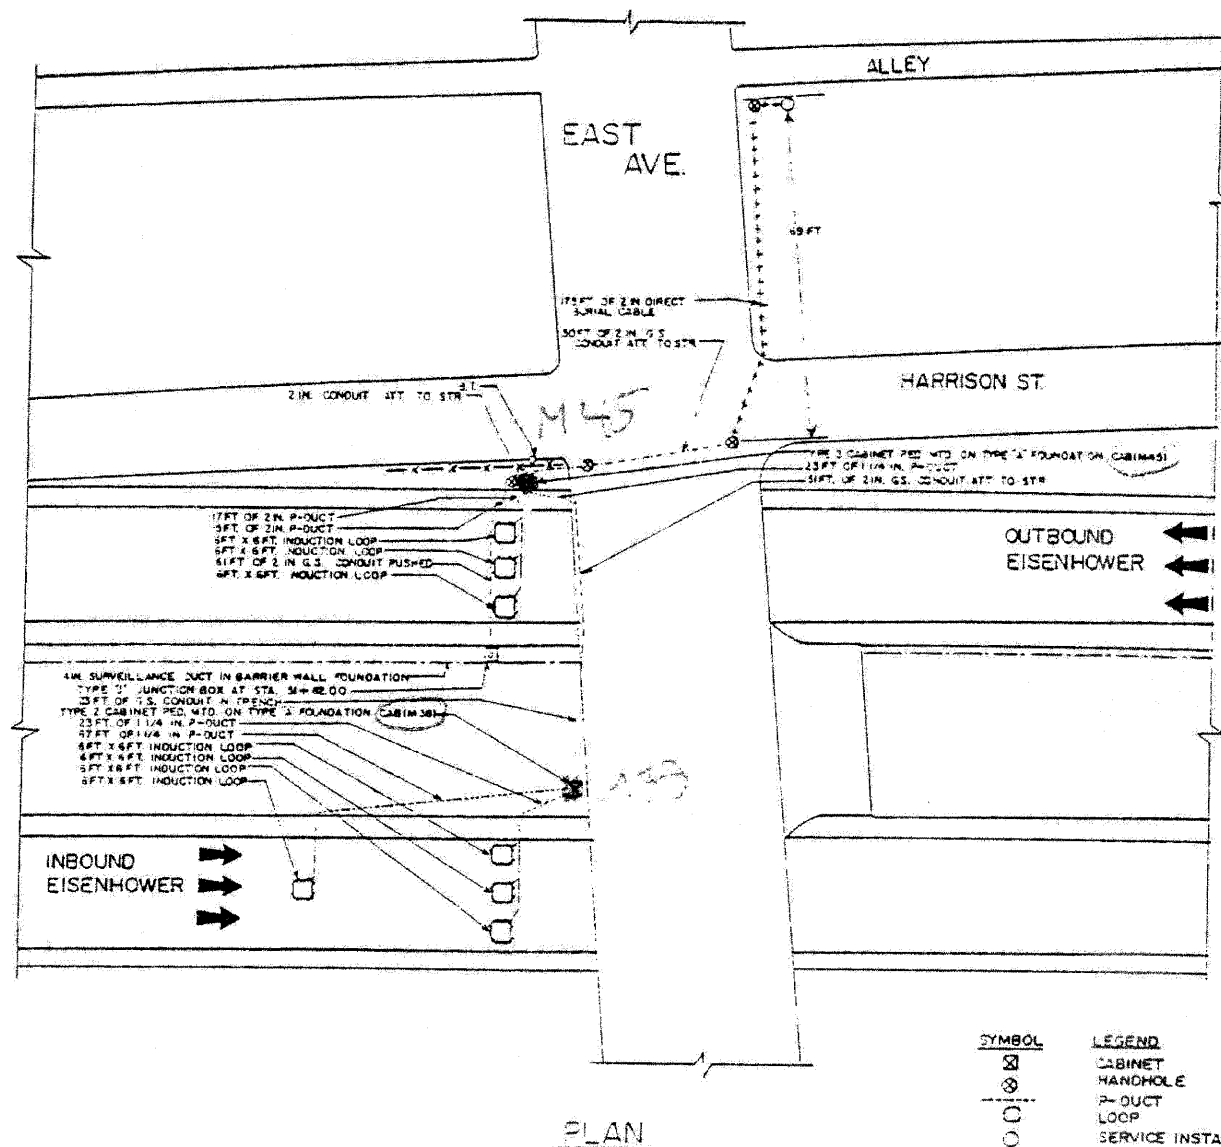 ALLEY
EAST
AVE.
69 FT
175 FT. OF 2 IN DIRECT
BURIAL CABLE
50 FT. OF 2 IN. G.S.
CONDUIT ATT. TO STR
HARRISON ST.
2 IN. CONDUIT ATT. TO STR
M45
TYPE 3 CABINET PED. MTD. ON TYPE 'A' FOUNDATION CAB(M45)
23 FT OF 1 1/4 IN. P-DUCT
51 FT. OF 2 IN. G.S. CONDUIT ATT. TO STR
17 FT OF 2 IN. P-DUCT
FT. OF 2 IN. P-DUCT
6 FT X 6 FT. INDUCTION LOOP
6 FT X 6 FT. INDUCTION LOOP
61 FT OF 2 IN G.S. CONDUIT PUSHED
6 FT. X 6 FT. INDUCTION LOOP
OUTBOUND
EISENHOWER
4 IN. SURVEILLANCE DUCT IN BARRIER WALL FOUNDATION
JUNCTION BOX AT STA. 51+82.00
FT OF G.S. CONDUIT IN TRENCH
TYPE 2 CABINET PED. MTD. ON TYPE 'A' FOUNDATION
23 FT OF 1 1/4 IN. P-DUCT
67 FT. OF 1 1/4 IN. P-DUCT
6 FT X 6 FT INDUCTION LOOP
6 FT X 6 FT. INDUCTION LOOP
6 FT X 6 FT. INDUCTION LOOP
6 FT X 6 FT. INDUCTION LOOP
INBOUND
EISENHOWER
SYMBOL LEGEND
CABINET
HANDHOLE
P-DUCT
LOOP
SERVICE INSTA
PLAN